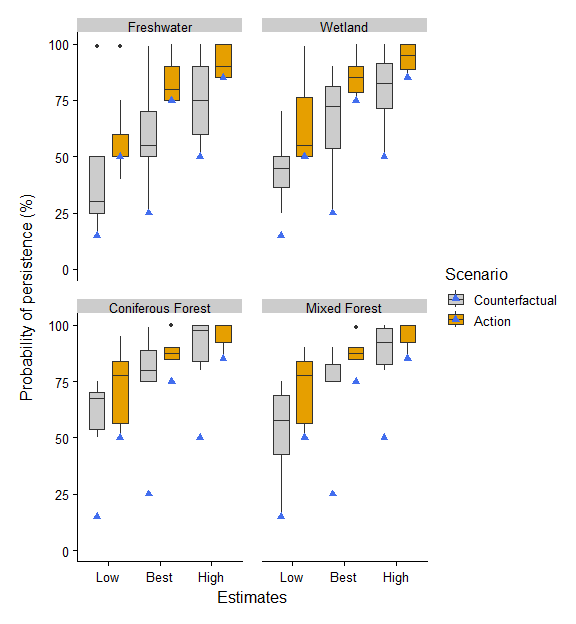 Freshwater Wetland
100
75
50
25
0
Coniferous Forest Mixed Forest
100
75
50
25
0
Probability of persistence (%)
Low Best High Low Best High
Estimates
Scenario
Counterfactual
Action